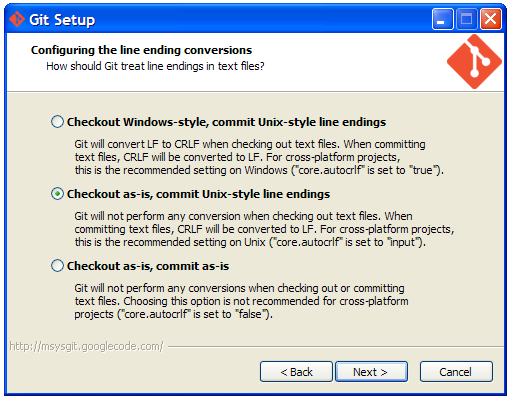 Git Setup
Configuring the line ending conversions
How should Git treat line endings in text files?
Checkout Windows-style, commit Unix-style line endings
Git will convert LF to CRLF when checking out text files. When committing
text files, CRLF will be converted to LF. For cross-platform projects,
this is the recommended setting on Windows ("core.autocrlf" is set to "true").
Checkout as-is, commit Unix-style line endings
Git will not perform any conversion when checking out text files. When
committing text files, CRLF will be converted to LF. For cross-platform projects,
this is the recommended setting on Unix ("core.autocrlf" is set to "input").
Checkout as-is, commit as-is
Git will not perform any conversions when checking out or committing
text files. Choosing this option is not recommended for cross-platform
projects ("core.autocrlf" is set to "false").
http://msysgit.googlecode.com/
< Back Next > Cancel